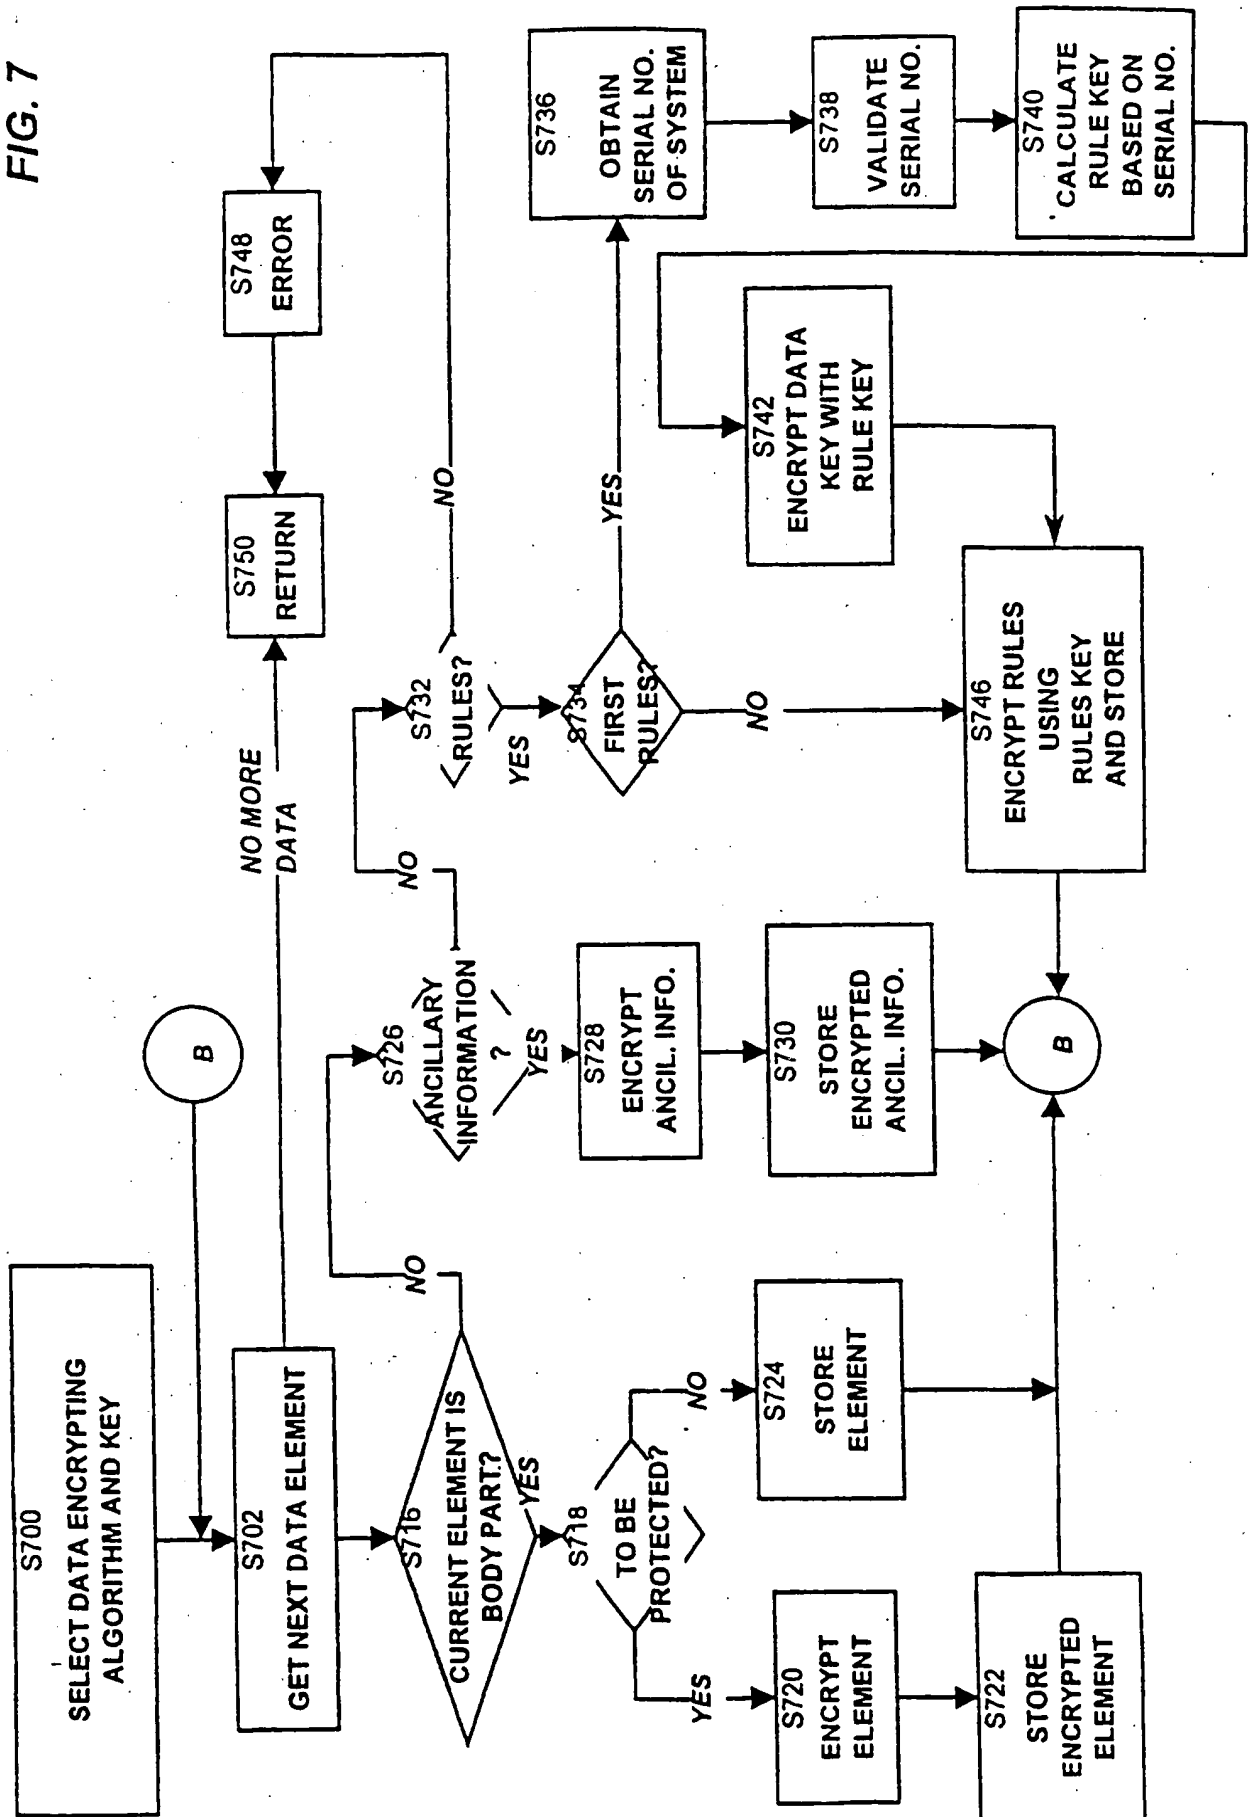 FIG. 7
S700
SELECT DATA ENCRYPTING
ALGORITHM AND KEY
B
S702
GET NEXT DATA ELEMENT
NO MORE
DATA
S750
RETURN
S748
ERROR
S716
CURRENT ELEMENT IS
BODY PART?
NO
YES
S718
TO BE
PROTECTED?
YES
NO
S720
ENCRYPT
ELEMENT
S722
STORE
ENCRYPTED
ELEMENT
S724
STORE
ELEMENT
S726
ANCILLARY
INFORMATION
?
NO
YES
S728
ENCRYPT
ANCIL. INFO.
S730
STORE
ENCRYPTED
ANCIL. INFO.
B
S732
RULES?
NO
YES
S734
FIRST
RULES?
YES
NO
S736
OBTAIN
SERIAL NO.
OF SYSTEM
S738
VALIDATE
SERIAL NO.
S740
CALCULATE
RULE KEY
BASED ON
SERIAL NO.
S742
ENCRYPT DATA
KEY WITH
RULE KEY
S746
ENCRYPT RULES
USING
RULES KEY
AND STORE